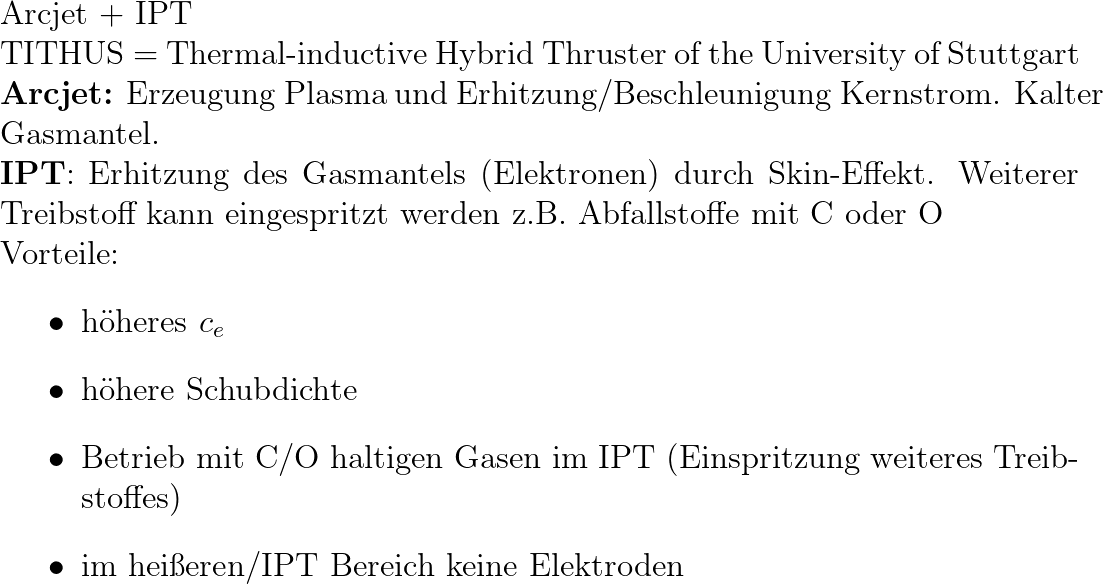 Arcjet + IPT
TITHUS = Thermal-inductive Hybrid Thruster of the University of Stuttgart
Arcjet: Erzeugung Plasma und Erhitzung/Beschleunigung Kernstrom. Kalter
Gasmantel.
IPT: Erhitzung des Gasmantels (Elektronen) durch Skin-Effekt. Weiterer
Treibstoff kann eingespritzt werden z.B. Abfallstoffe mit C oder O
Vorteile:
• höheres $c_e$
• höhere Schubdichte
• Betrieb mit C/O haltigen Gasen im IPT (Einspritzung weiteres Treib-
stoffes)
• im heißeren/IPT Bereich keine Elektroden